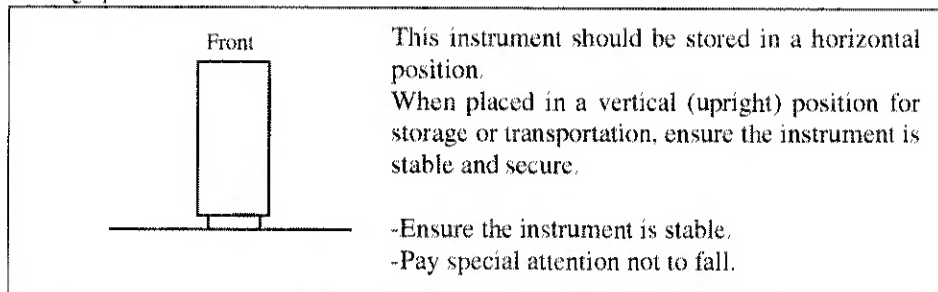 Front
This instrument should be stored in a horizontal
position.
When placed in a vertical (upright) position for
storage or transportation, ensure the instrument is
stable and secure.
-Ensure the instrument is stable.
-Pay special attention not to fall.